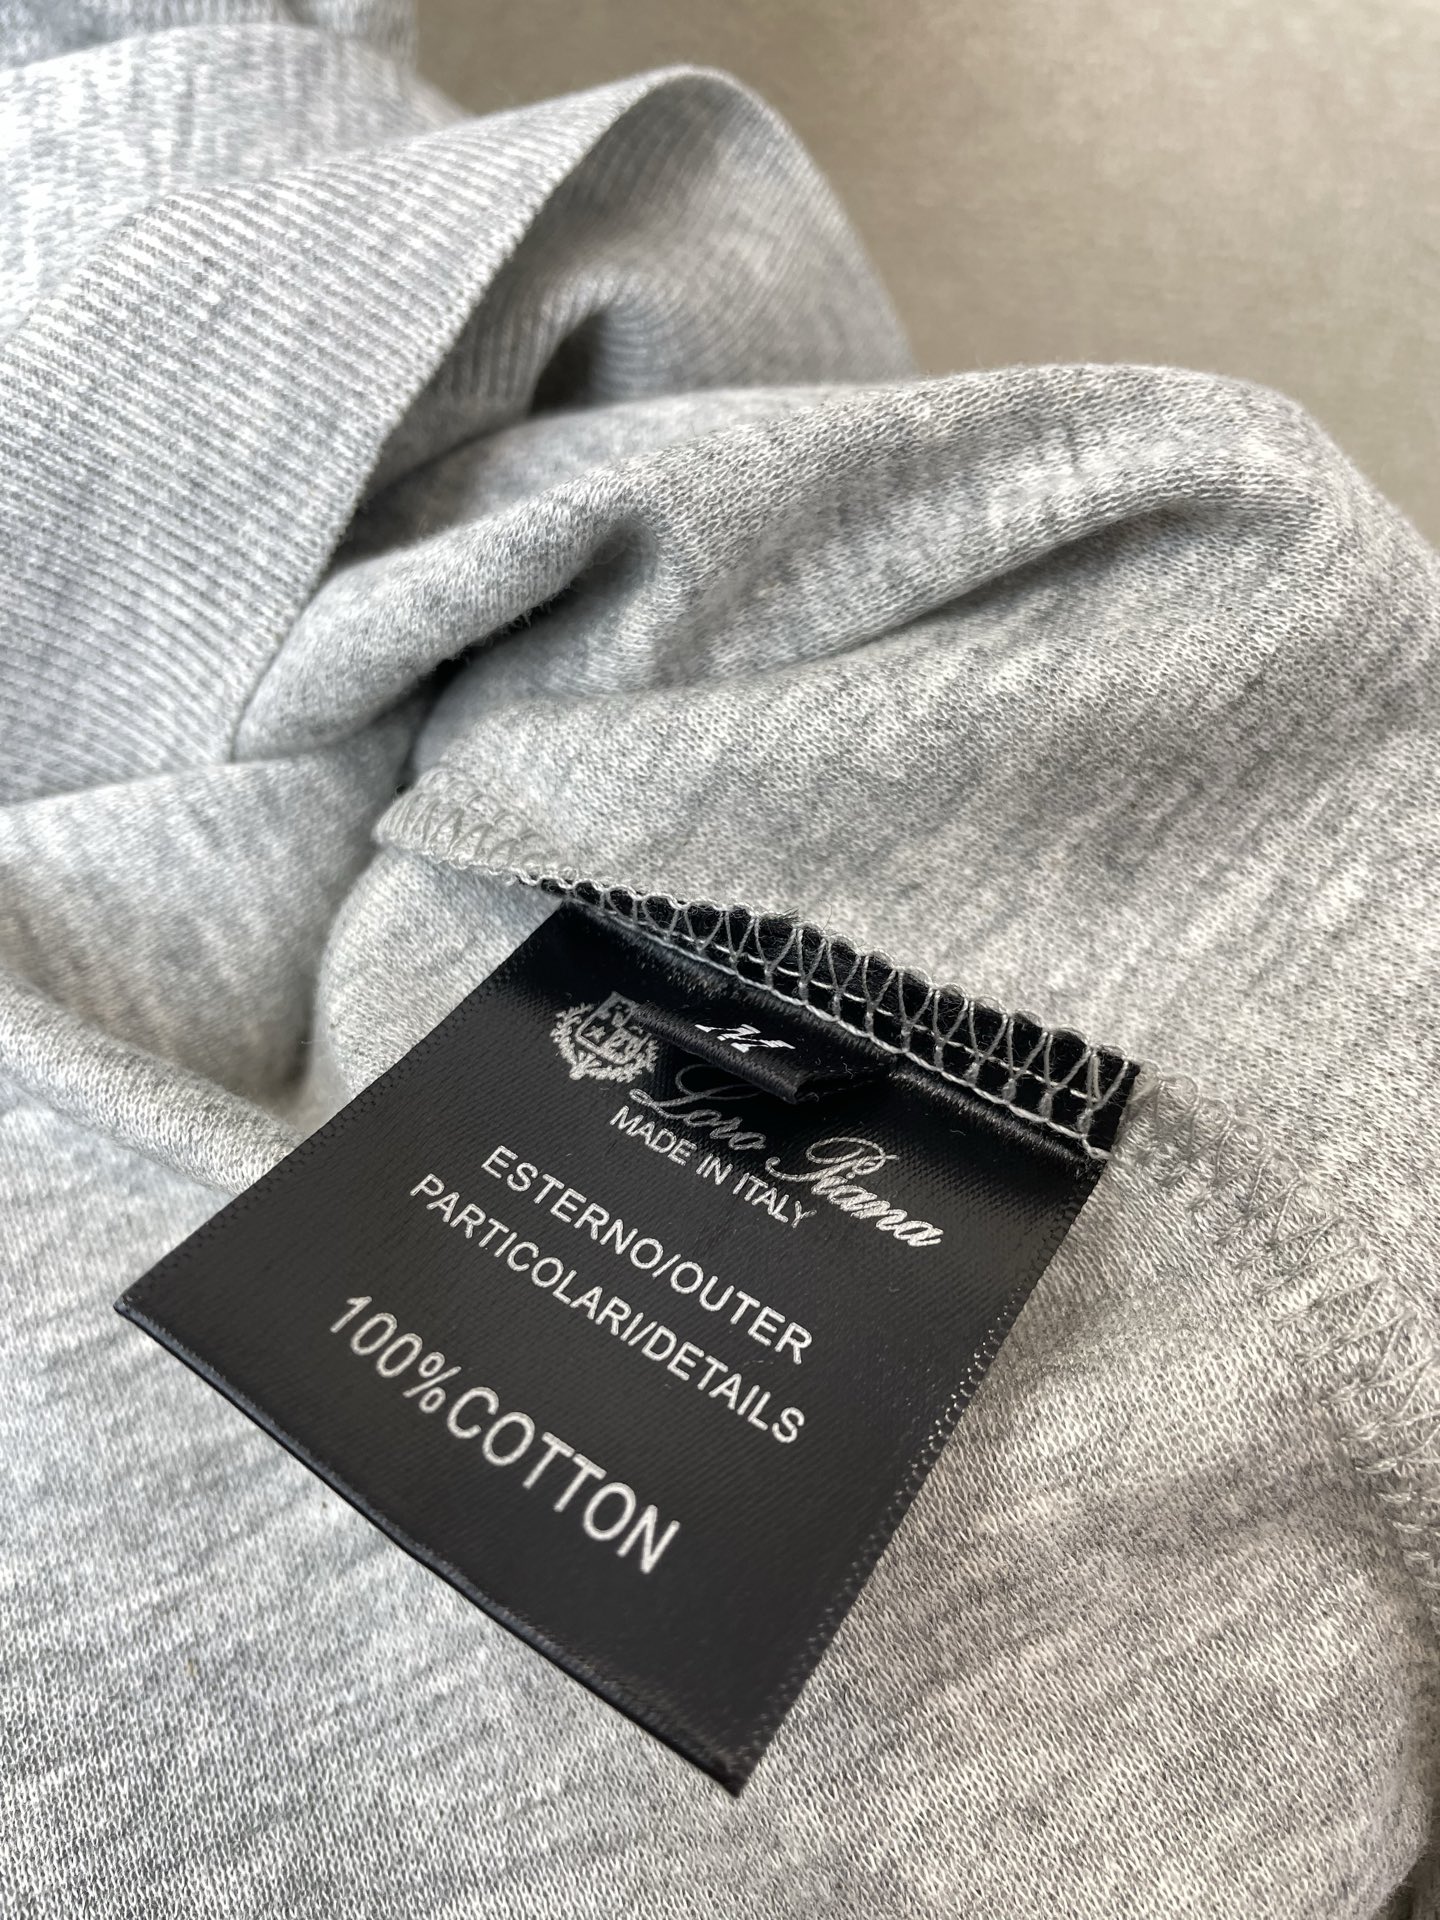 M
Loro Piana
MADE IN ITALY
ESTERNO/OUTER
PARTICOLARI/DETAILS
100%COTTON